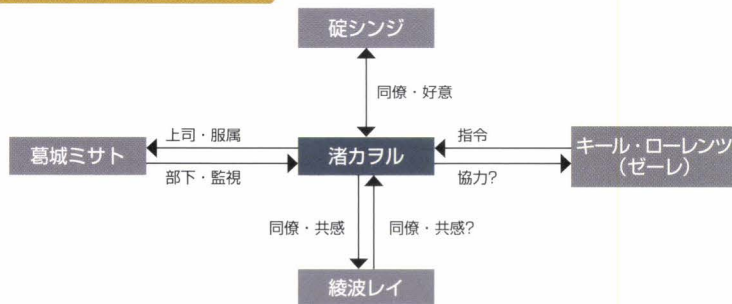 碇シンジ
同僚・好意
上司・服属
指令
葛城ミサト
渚カヲル
キール・ローレンツ
(ゼーレ)
部下・監視
協力?
同僚・共感
同僚・共感?
綾波レイ